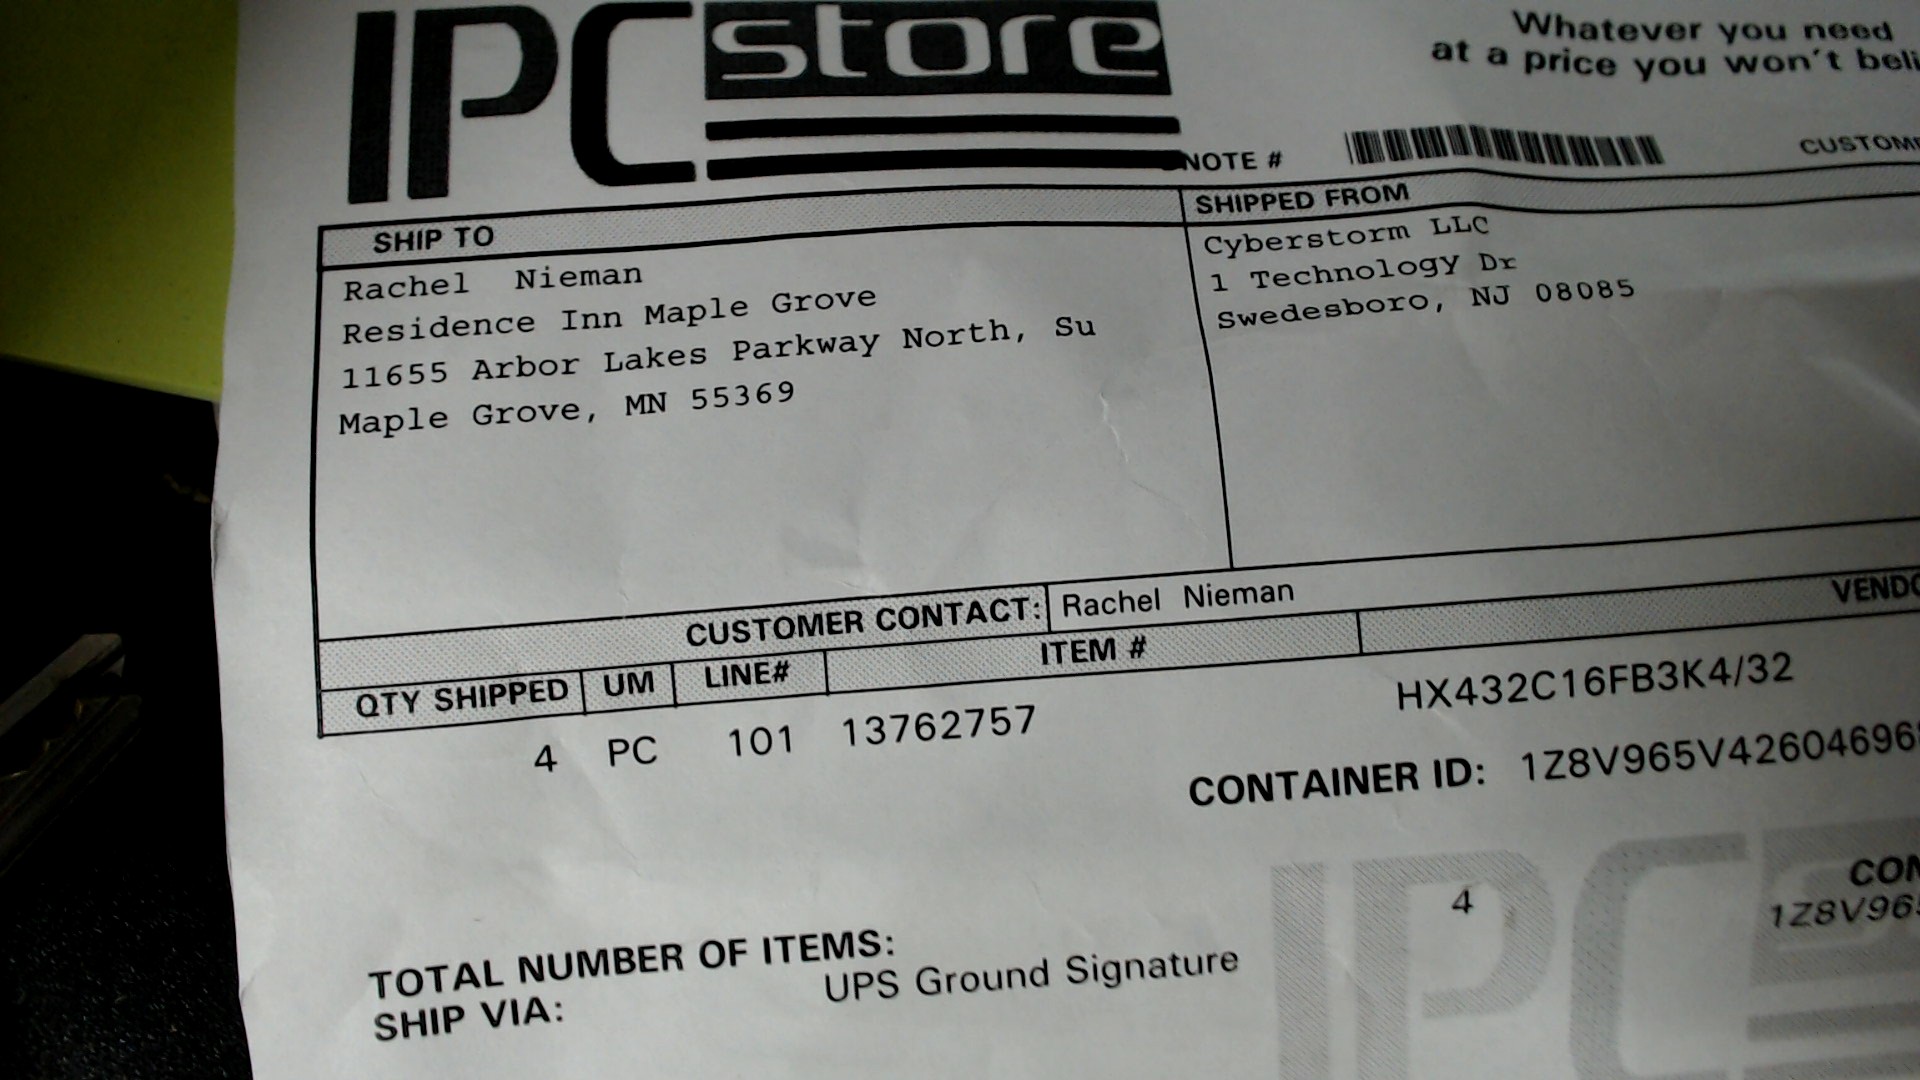 IPC store
Whatever you need
at a price you won't beli
NOTE #
CUSTOM
SHIP TO
SHIPPED FROM
Rachel Nieman
Residence Inn Maple Grove
11655 Arbor Lakes Parkway North, Su
Maple Grove, MN 55369
Cyberstorm LLC
1 Technology Dr
Swedesboro, NJ 08085
CUSTOMER CONTACT: Rachel Nieman
QTY SHIPPED UM LINE# ITEM # VENDO
4 PC 101 13762757 HX432C16FB3K4/32
CONTAINER ID: 1Z8V965V42604696
CON
1Z8V96
TOTAL NUMBER OF ITEMS: 4
SHIP VIA: UPS Ground Signature
IPC